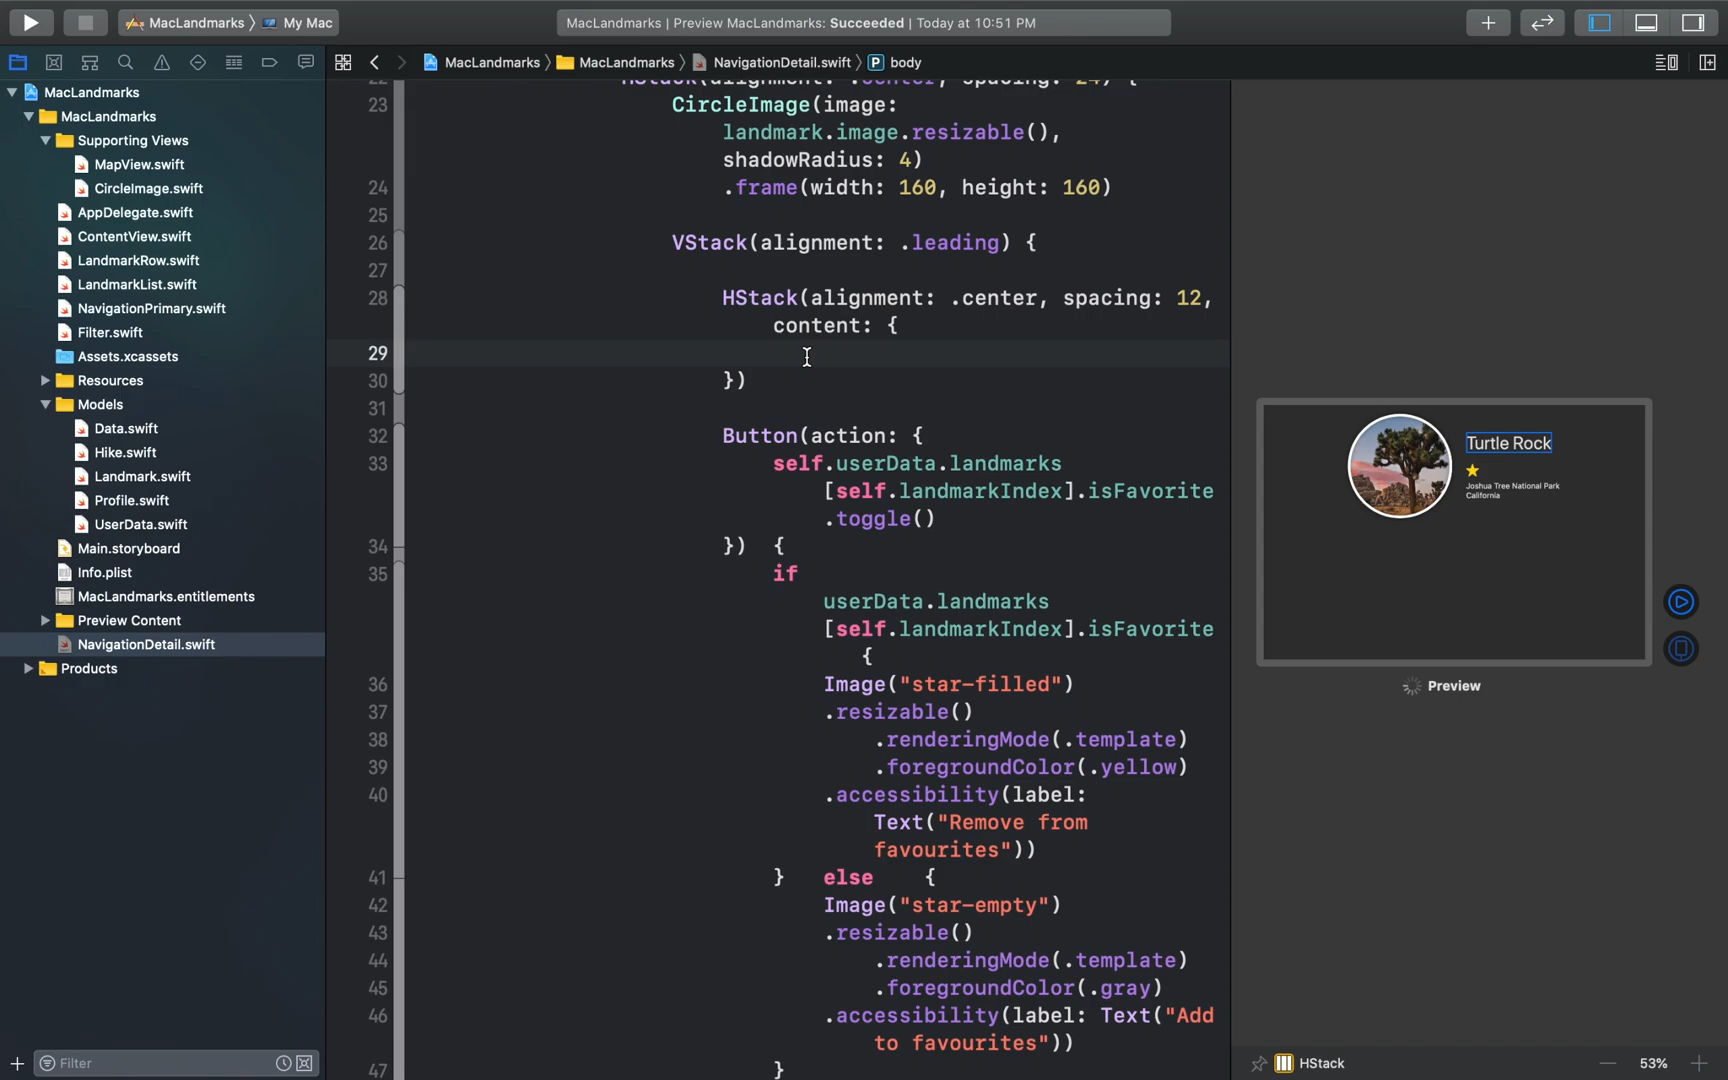 MacLandmarks 〉 My Mac
MacLandmarks | Preview MacLandmarks: Succeeded | Today at 10:51 PM
MacLandmarks 〉 MacLandmarks 〉 NavigationDetail.swift 〉 P body
MacLandmarks
MacLandmarks
Supporting Views
MapView.swift
CircleImage.swift
AppDelegate.swift
ContentView.swift
LandmarkRow.swift
LandmarkList.swift
NavigationPrimary.swift
Filter.swift
Assets.xcassets
Resources
Models
Data.swift
Hike.swift
Landmark.swift
Profile.swift
UserData.swift
Main.storyboard
Info.plist
MacLandmarks.entitlements
Preview Content
NavigationDetail.swift
Products
Filter
22 HStack(alignment: .center, spacing: 24) {
23 CircleImage(image:
landmark.image.resizable(),
shadowRadius: 4)
24 .frame(width: 160, height: 160)
25
26 VStack(alignment: .leading) {
27
28 HStack(alignment: .center, spacing: 12,
content: {
29
30 })
31
32 Button(action: {
33 self.userData.landmarks
[self.landmarkIndex].isFavorite
.toggle()
34 }) {
35 if
userData.landmarks
[self.landmarkIndex].isFavorite
{
36 Image("star-filled")
37 .resizable()
38 .renderingMode(.template)
39 .foregroundColor(.yellow)
40 .accessibility(label:
Text("Remove from
favourites"))
41 } else {
42 Image("star-empty")
43 .resizable()
44 .renderingMode(.template)
45 .foregroundColor(.gray)
46 .accessibility(label: Text("Add
to favourites"))
47 }
Turtle Rock
Joshua Tree National Park
California
Preview
HStack
53%